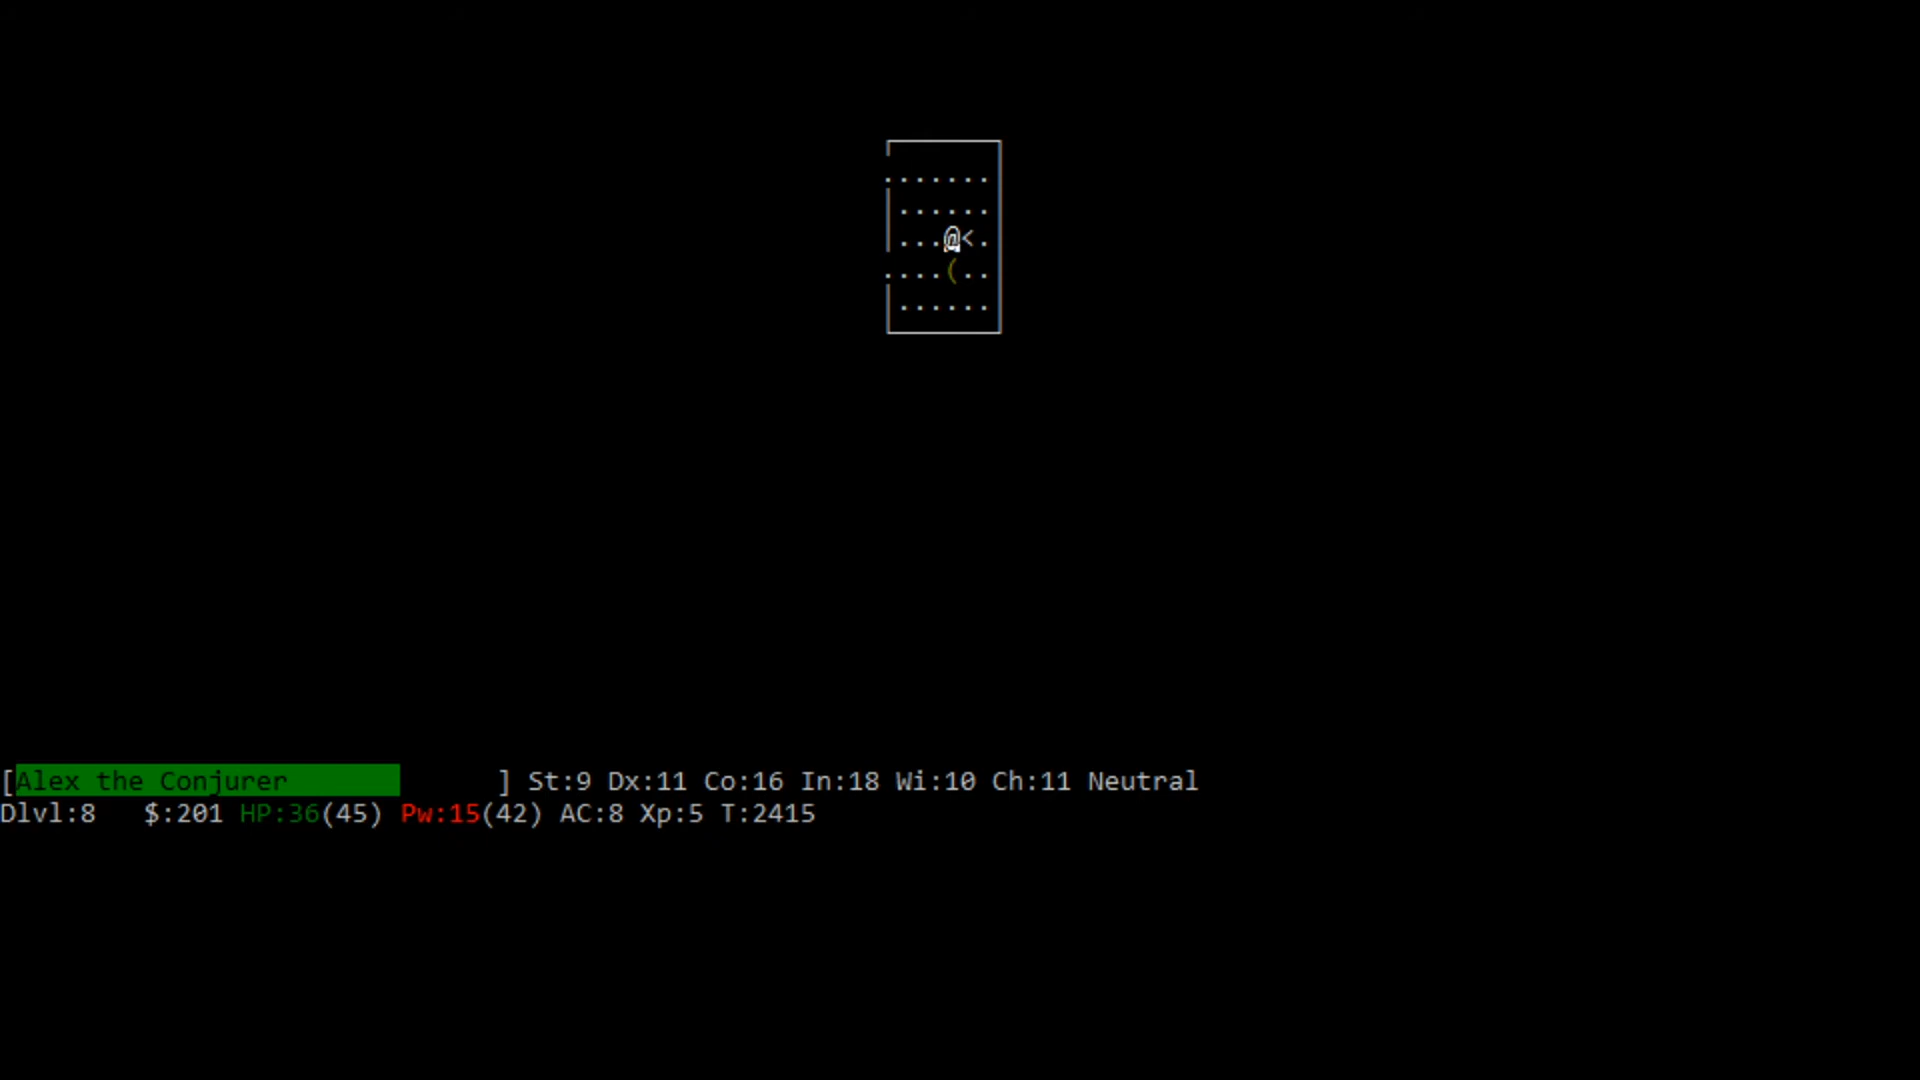 .......
|......
|...@<.
....(..
|......
[Alex the Conjurer ] St:9 Dx:11 Co:16 In:18 Wi:10 Ch:11 Neutral
Dlvl:8 $:201 HP:36(45) Pw:15(42) AC:8 Xp:5 T:2415